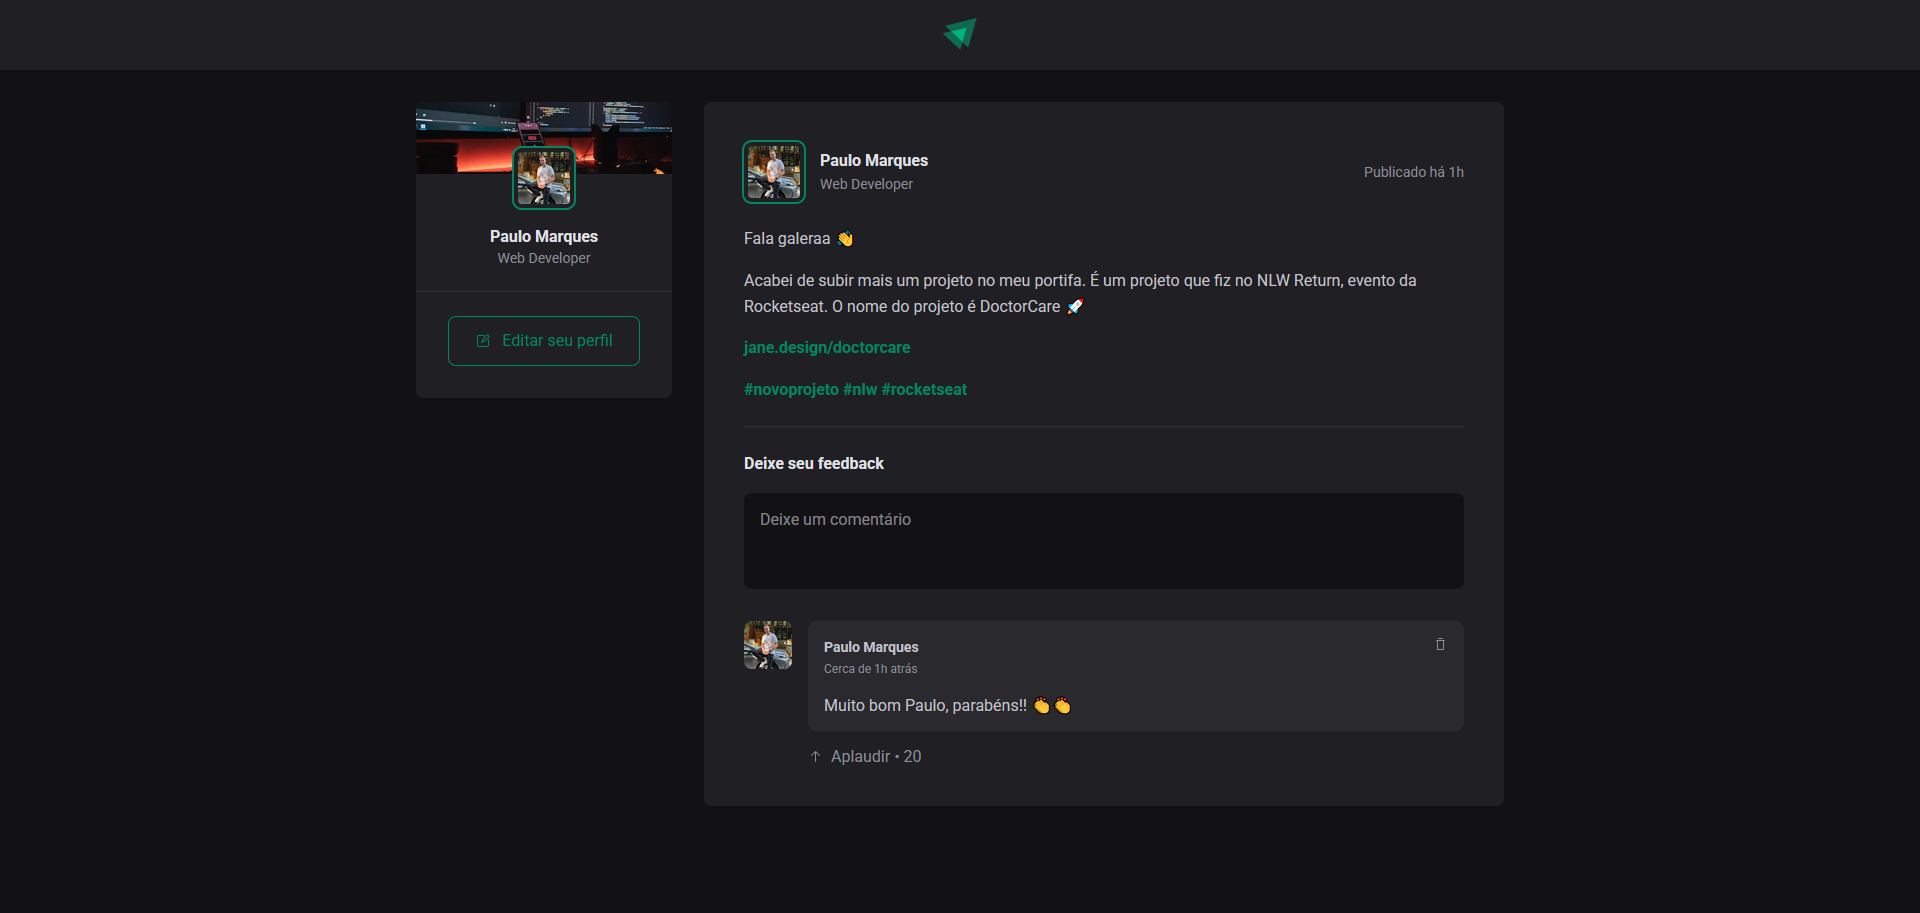 Paulo Marques
Web Developer
Editar seu perfil
Paulo Marques
Web Developer
Publicado há 1h
Fala galeraa 👋
Acabei de subir mais um projeto no meu portifa. É um projeto que fiz no NLW Return, evento da
Rocketseat. O nome do projeto é DoctorCare 🚀
jane.design/doctorcare
#novoprojeto #nlw #rocketseat
Deixe seu feedback
Deixe um comentário
Paulo Marques
Cerca de 1h atrás
Muito bom Paulo, parabéns!! 👏👏
Aplaudir • 20